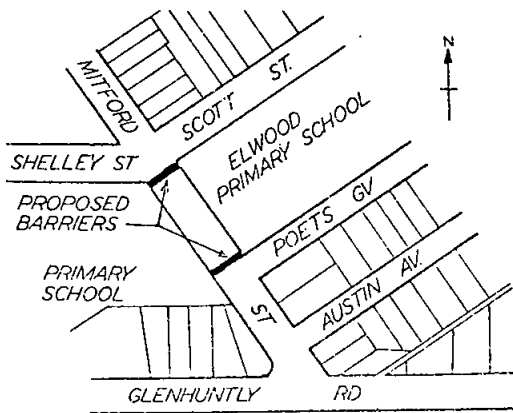 N
MITFORD
SCOTT ST.
SHELLEY ST
ELWOOD
PRIMARY SCHOOL
PROPOSED
BARRIERS
POETS GV
PRIMARY
SCHOOL
ST
AUSTIN AV.
GLENHUNTLY RD